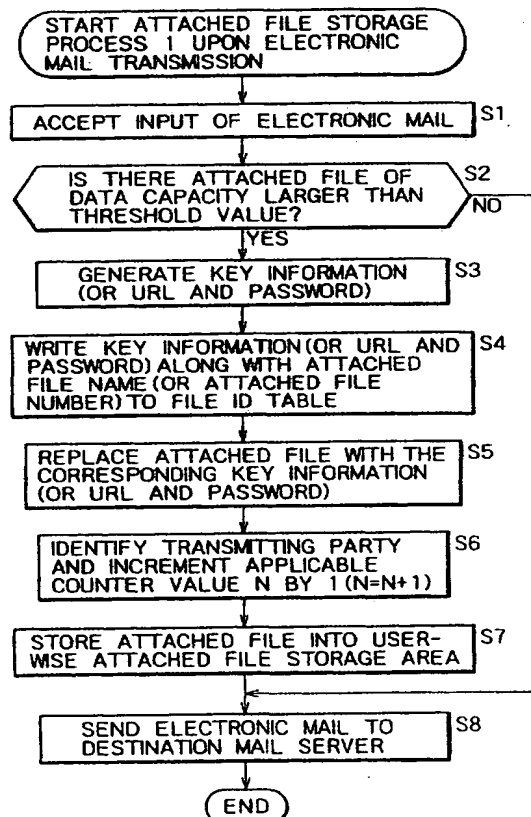 START ATTACHED FILE STORAGE
PROCESS 1 UPON ELECTRONIC
MAIL TRANSMISSION
ACCEPT INPUT OF ELECTRONIC MAIL
S1
IS THERE ATTACHED FILE OF
DATA CAPACITY LARGER THAN
THRESHOLD VALUE?
S2
NO
YES
GENERATE KEY INFORMATION
(OR URL AND PASSWORD)
S3
WRITE KEY INFORMATION(OR URL AND
PASSWORD)ALONG WITH ATTACHED
FILE NAME(OR ATTACHED FILE
NUMBER)TO FILE ID TABLE
S4
REPLACE ATTACHED FILE WITH THE
CORRESPONDING KEY INFORMATION
(OR URL AND PASSWORD)
S5
IDENTIFY TRANSMITTING PARTY
AND INCREMENT APPLICABLE
COUNTER VALUE N BY 1(N=N+1)
S6
STORE ATTACHED FILE INTO USER-
WISE ATTACHED FILE STORAGE AREA
S7
SEND ELECTRONIC MAIL TO
DESTINATION MAIL SERVER
S8
END